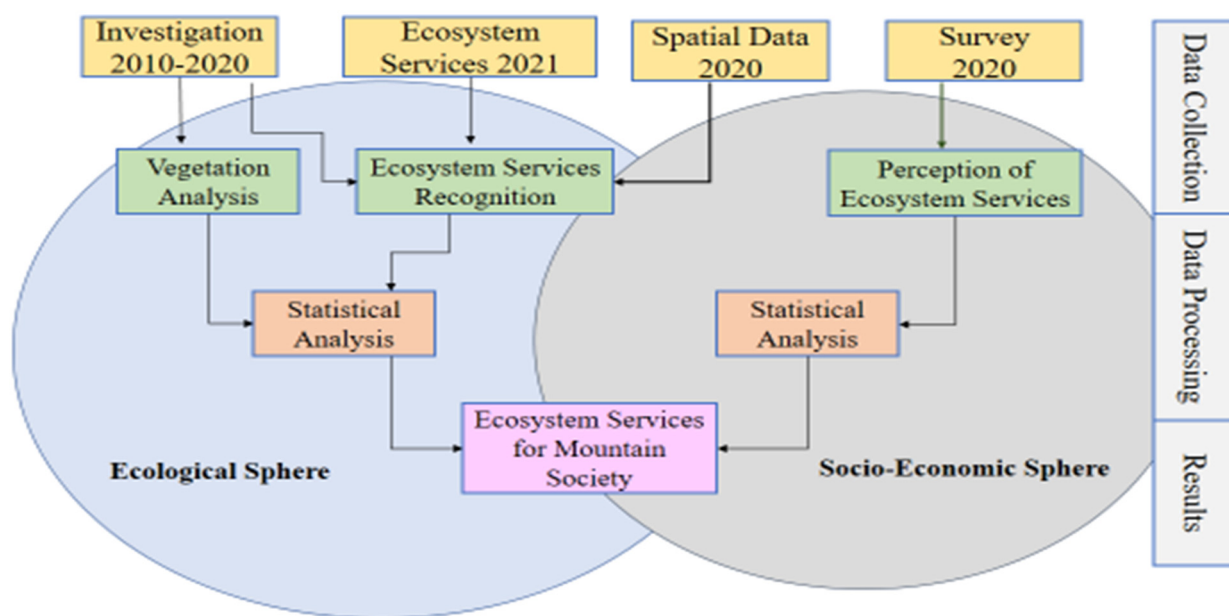 Investigation
2010-2020
Ecosystem
Services 2021
Spatial Data
2020
Survey
2020
Data Collection
Vegetation
Analysis
Ecosystem Services
Recognition
Perception of
Ecosystem Services
Data Processing
Statistical
Analysis
Statistical
Analysis
Ecosystem Services
for Mountain
Society
Ecological Sphere
Socio-Economic Sphere
Results